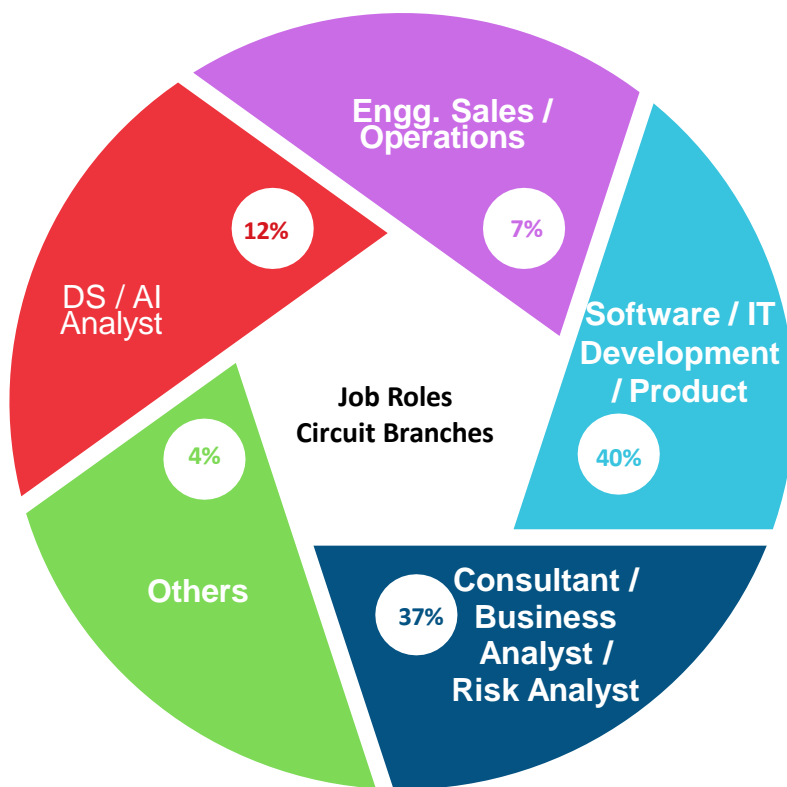 Engg. Sales /
Operations
7%
Software / IT
Development
/ Product
40%
Consultant /
Business
Analyst /
Risk Analyst
37%
Others
4%
DS / AI
Analyst
12%
Job Roles
Circuit Branches